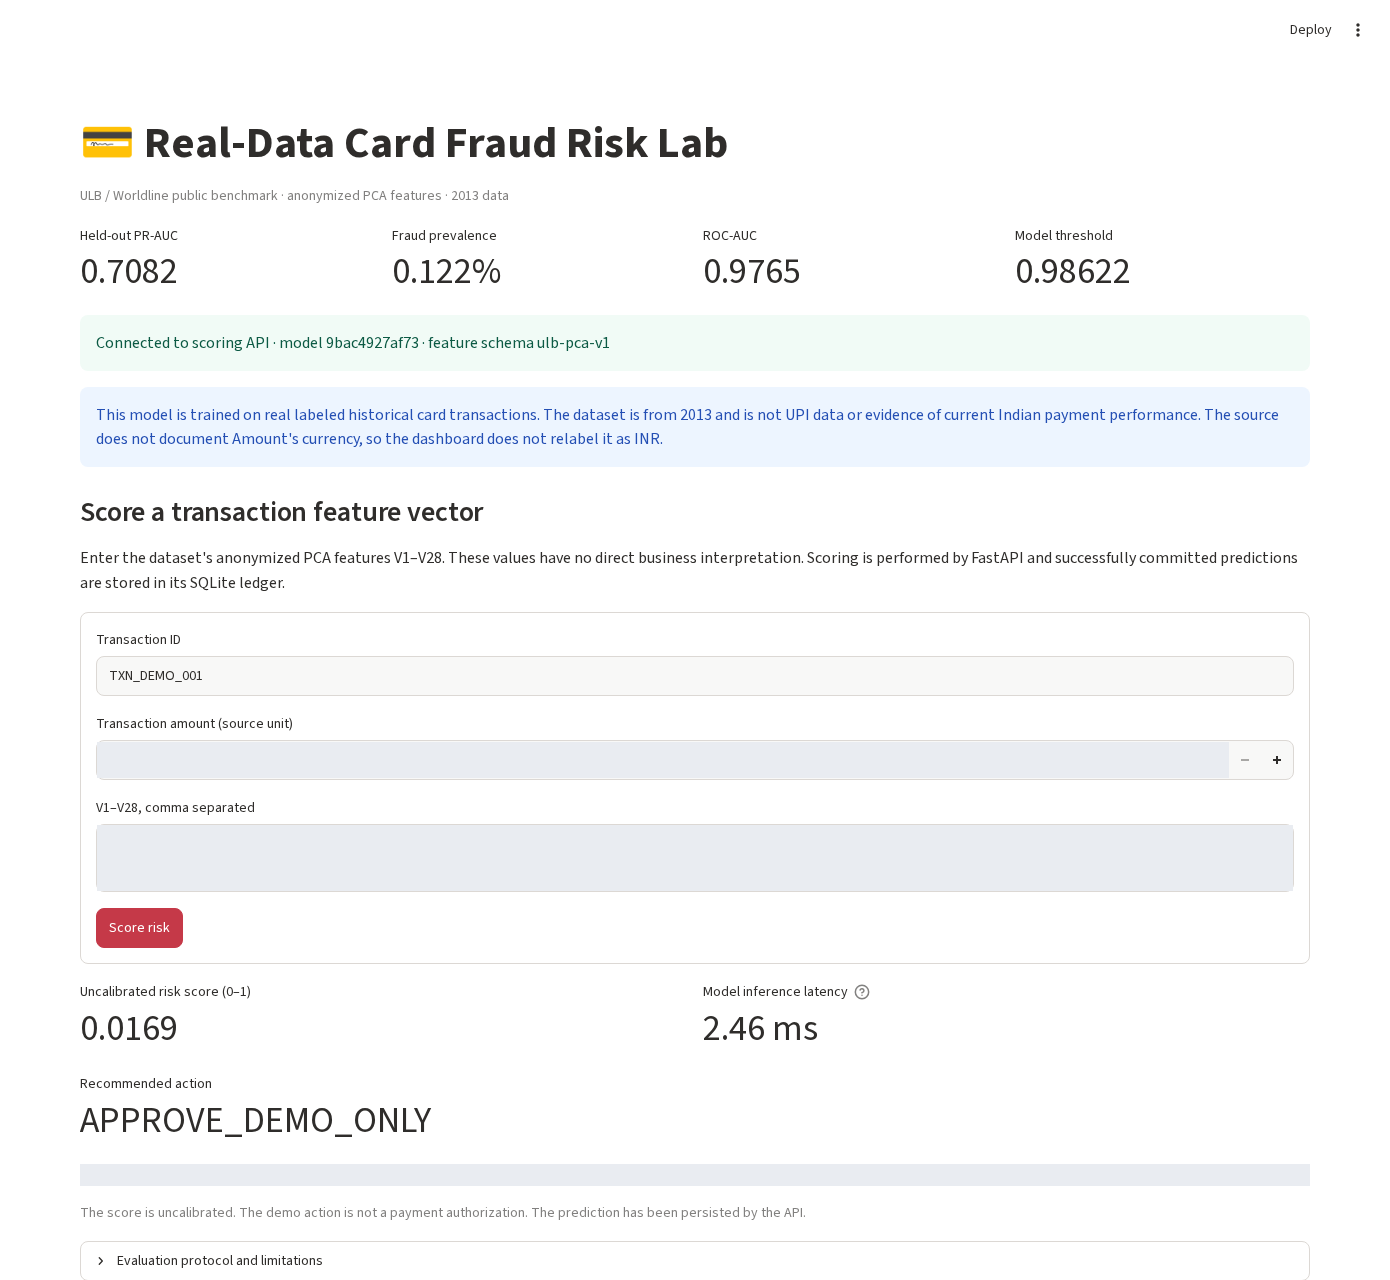 Deploy
Real-Data Card Fraud Risk Lab
ULB / Worldline public benchmark · anonymized PCA features · 2013 data
Held-out PR-AUC
0.7082
Fraud prevalence
0.122%
ROC-AUC
0.9765
Model threshold
0.98622
Connected to scoring API · model 9bac4927af73 · feature schema ulb-pca-v1
This model is trained on real labeled historical card transactions. The dataset is from 2013 and is not UPI data or evidence of current Indian payment performance. The source
does not document Amount's currency, so the dashboard does not relabel it as INR.
Score a transaction feature vector
Enter the dataset's anonymized PCA features V1–V28. These values have no direct business interpretation. Scoring is performed by FastAPI and successfully committed predictions
are stored in its SQLite ledger.
Transaction ID
TXN_DEMO_001
Transaction amount (source unit)
V1–V28, comma separated
Score risk
Uncalibrated risk score (0–1)
0.0169
Model inference latency
2.46 ms
Recommended action
APPROVE_DEMO_ONLY
The score is uncalibrated. The demo action is not a payment authorization. The prediction has been persisted by the API.
Evaluation protocol and limitations